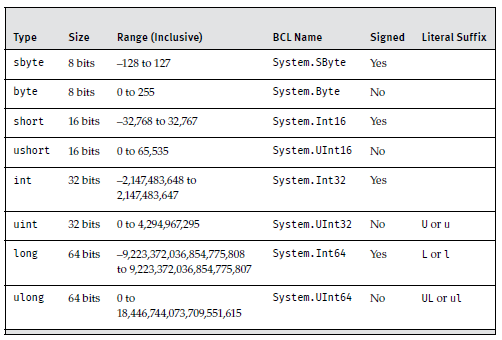 Type Size Range (Inclusive) BCL Name Signed Literal Suffix
sbyte 8 bits –128 to 127 System.SByte Yes
byte 8 bits 0 to 255 System.Byte No
short 16 bits –32,768 to 32,767 System.Int16 Yes
ushort 16 bits 0 to 65,535 System.UInt16 No
int 32 bits –2,147,483,648 to System.Int32 Yes
2,147,483,647
uint 32 bits 0 to 4,294,967,295 System.UInt32 No U or u
long 64 bits –9,223,372,036,854,775,808 System.Int64 Yes L or l
to 9,223,372,036,854,775,807
ulong 64 bits 0 to System.UInt64 No UL or ul
18,446,744,073,709,551,615